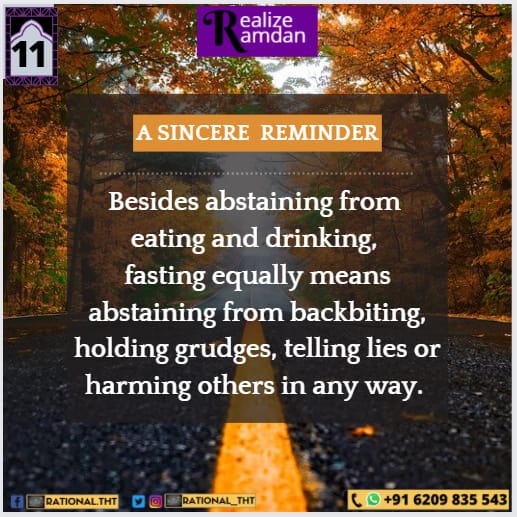 11
Realize
Ramdan
A SINCERE REMINDER
Besides abstaining from
eating and drinking,
fasting equally means
abstaining from backbiting,
holding grudges, telling lies or
harming others in any way.
RATIONAL.THT
RATIONAL_THT
+91 6209 835 543